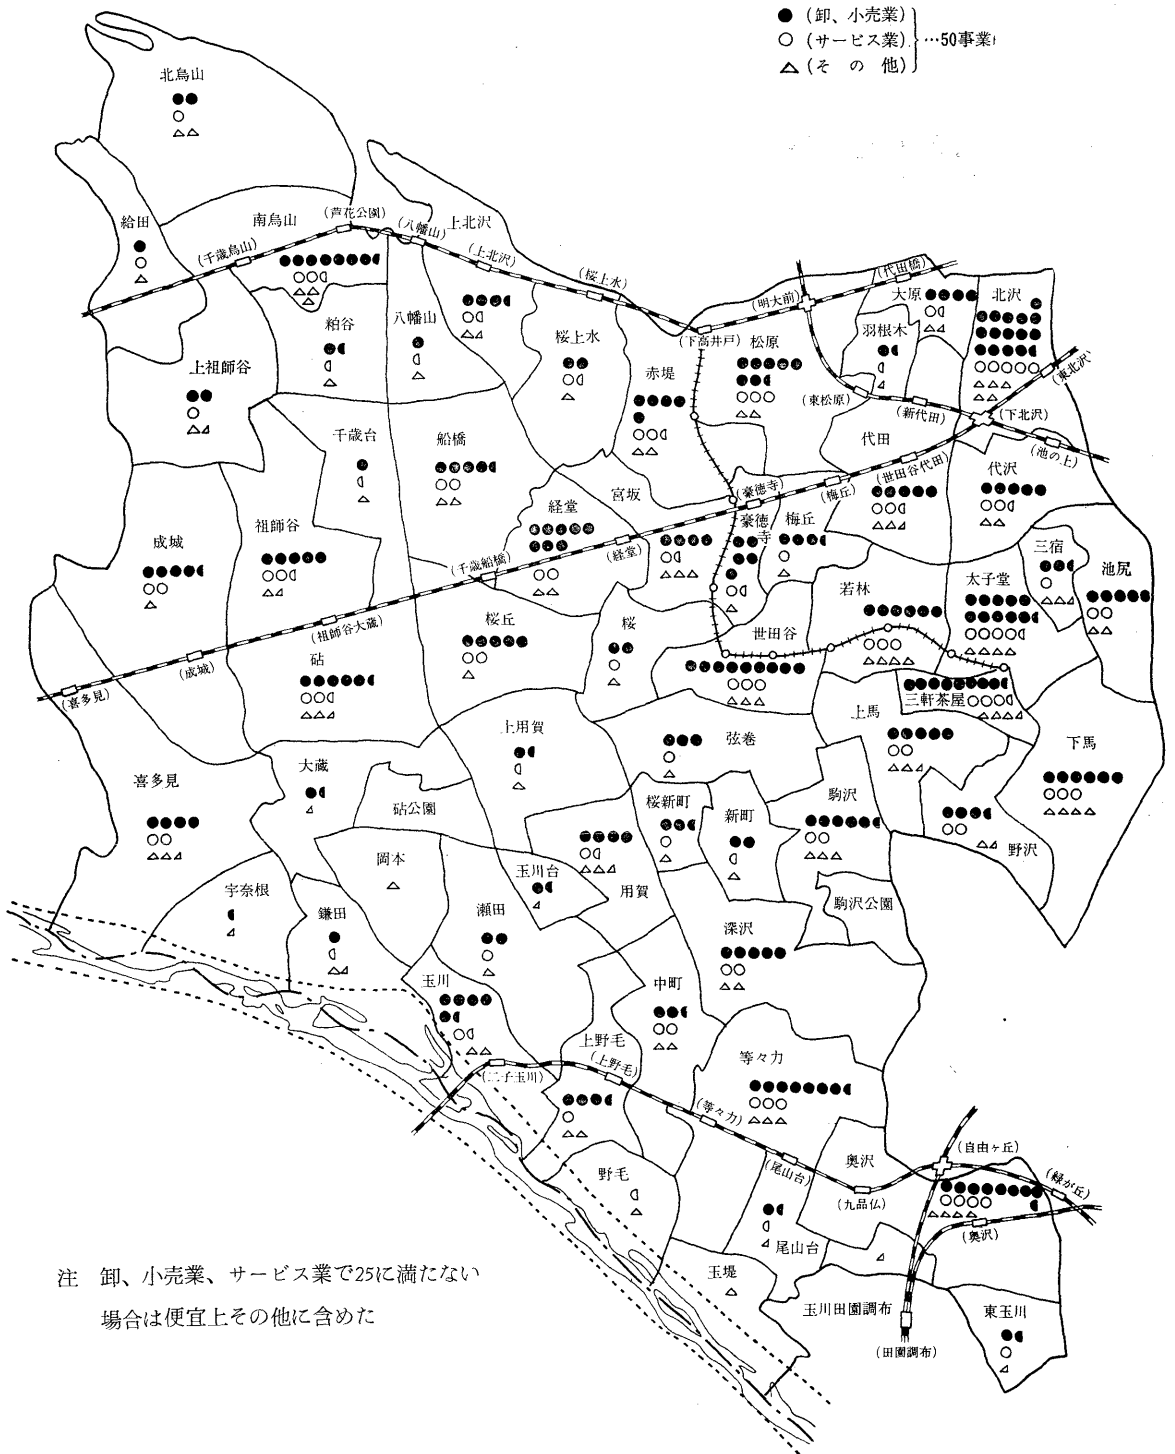 ●(卸、小売業)
○(サービス業)
△(その他)
…50事業
北烏山
給田
南烏山
(芦花公園)
(八幡山)
上北沢
(千歳烏山)
(上北沢)
(桜上水)
(代田橋)
(明大前)
大原
北沢
粕谷
八幡山
桜上水
(下高井戸)
松原
羽根木
上祖師谷
赤堤
(東松原)
(新代田)
(下北沢)
(東北沢)
千歳台
船橋
代田
(池の上)
宮坂
(豪徳寺)
(梅丘)
(世田谷代田)
代沢
成城
祖師谷
経堂
豪徳寺
梅丘
三宿
池尻
(千歳船橋)
(経堂)
若林
太子堂
(祖師谷大蔵)
桜丘
桜
世田谷
(成城)
砧
(喜多見)
三軒茶屋
上馬
上用賀
弦巻
下馬
喜多見
大蔵
砧公園
桜新町
新町
駒沢
野沢
岡本
玉川台
用賀
宇奈根
鎌田
瀬田
駒沢公園
深沢
玉川
中町
上野毛
(上野毛)
等々力
(二子玉川)
(等々力)
(自由ヶ丘)
奥沢
(尾山台)
(九品仏)
(緑が丘)
野毛
(奥沢)
尾山台
玉堤
玉川田園調布
東玉川
(田園調布)
注 卸、小売業、サービス業で25に満たない
場合は便宜上その他に含めた